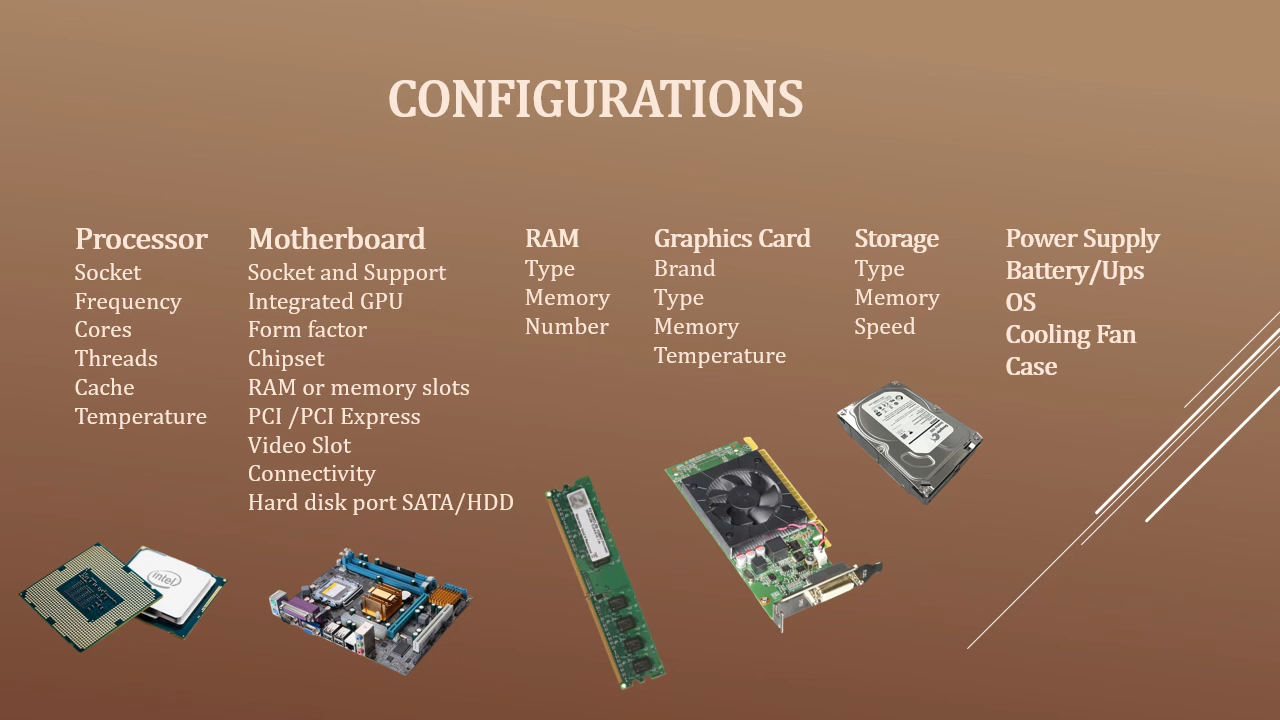 CONFIGURATIONS
Processor
Socket
Frequency
Cores
Threads
Cache
Temperature
Motherboard
Socket and Support
Integrated GPU
Form factor
Chipset
RAM or memory slots
PCI /PCI Express
Video Slot
Connectivity
Hard disk port SATA/HDD
RAM
Type
Memory
Number
Graphics Card
Brand
Type
Memory
Temperature
Storage
Type
Memory
Speed
Power Supply
Battery/Ups
OS
Cooling Fan
Case
intel